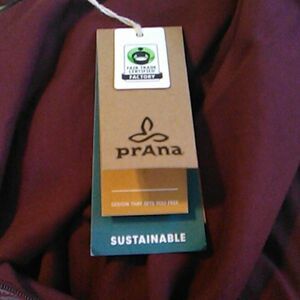 FAIR TRADE
CERTIFIED
FACTORY
prAna
DESIGN THAT SETS YOU FREE
SUSTAINABLE